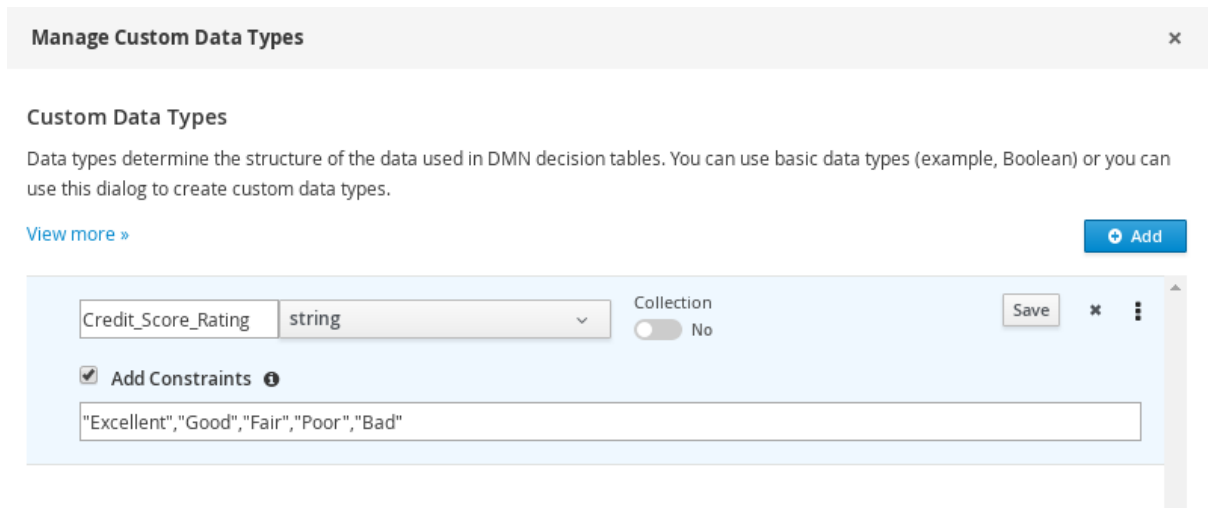 Manage Custom Data Types
Custom Data Types
Data types determine the structure of the data used in DMN decision tables. You can use basic data types (example, Boolean) or you can
use this dialog to create custom data types.
View more »
Add
Credit_Score_Rating string
Collection
No
Save
Add Constraints
"Excellent","Good","Fair","Poor","Bad"